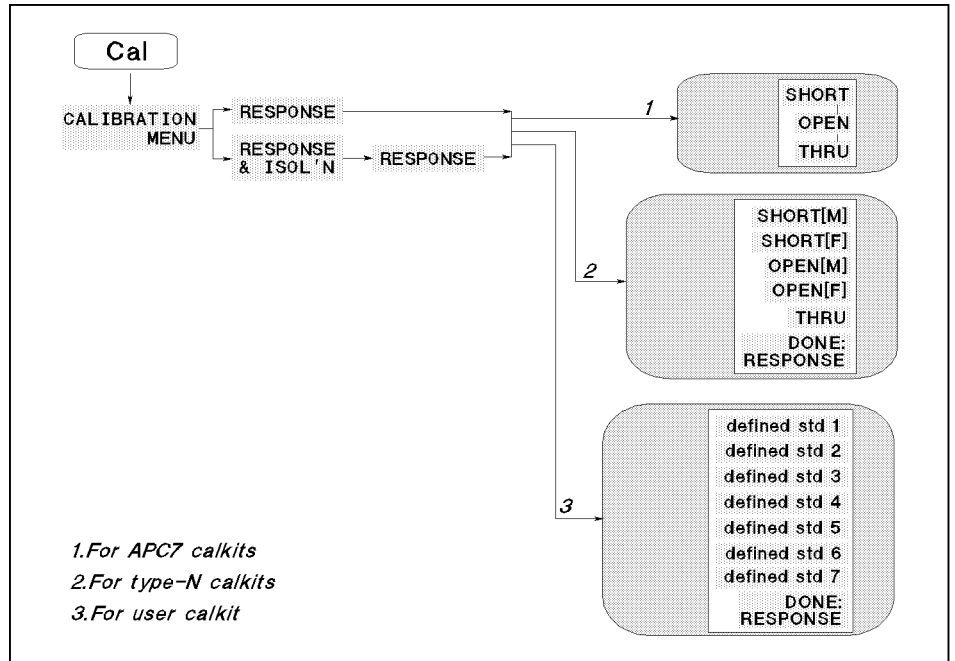 Cal
CALIBRATION
MENU
RESPONSE
RESPONSE
& ISOL'N
RESPONSE
1
SHORT
OPEN
THRU
2
SHORT[M]
SHORT[F]
OPEN[M]
OPEN[F]
THRU
DONE:
RESPONSE
3
defined std 1
defined std 2
defined std 3
defined std 4
defined std 5
defined std 6
defined std 7
DONE:
RESPONSE
1.For APC7 calkits
2.For type-N calkits
3.For user calkit